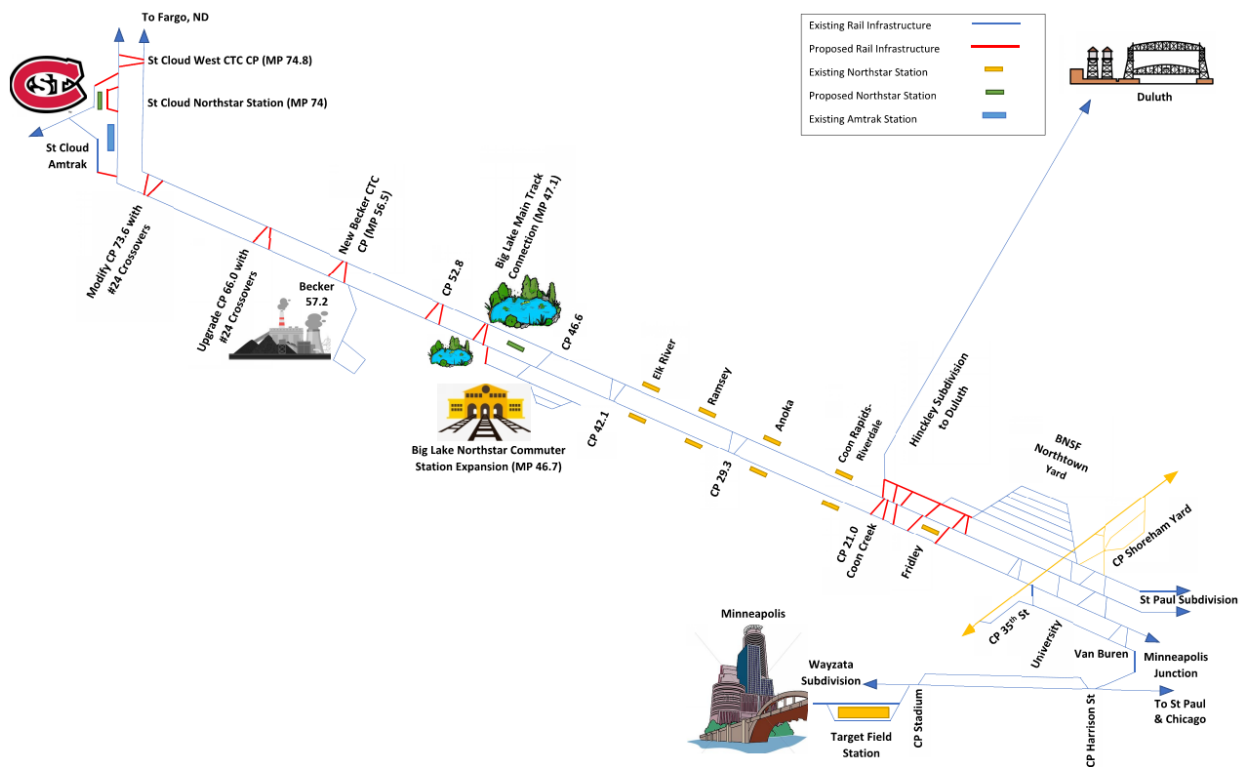 To Fargo, ND
St Cloud West CTC CP (MP 74.8)
St Cloud Northstar Station (MP 74)
St Cloud
Amtrak
Existing Rail Infrastructure
Proposed Rail Infrastructure
Existing Northstar Station
Proposed Northstar Station
Existing Amtrak Station
Duluth
Modify CP 73.6 with
#24 Crossovers
Upgrade CP 66.0 with
#24 Crossovers
New Becker CTC
CP (MP 56.5)
Becker
57.2
CP 52.8
Big Lake Main Track
Connection (MP 47.1)
CP 46.6
Big Lake Northstar Commuter
Station Expansion (MP 46.7)
CP 42.1
Elk River
Ramsey
CP 29.3
Anoka
Coon Rapids-
Riverdale
Hinckley Subdivision
to Duluth
CP 21.0
Coon Creek
Fridley
BNSF
Northtown
Yard
CP Shoreham Yard
St Paul Subdivision
CP 35th St
University
Van Buren
Minneapolis
Junction
Minneapolis
Wayzata
Subdivision
Target Field
Station
CP Stadium
CP Harrison St
To St Paul
& Chicago